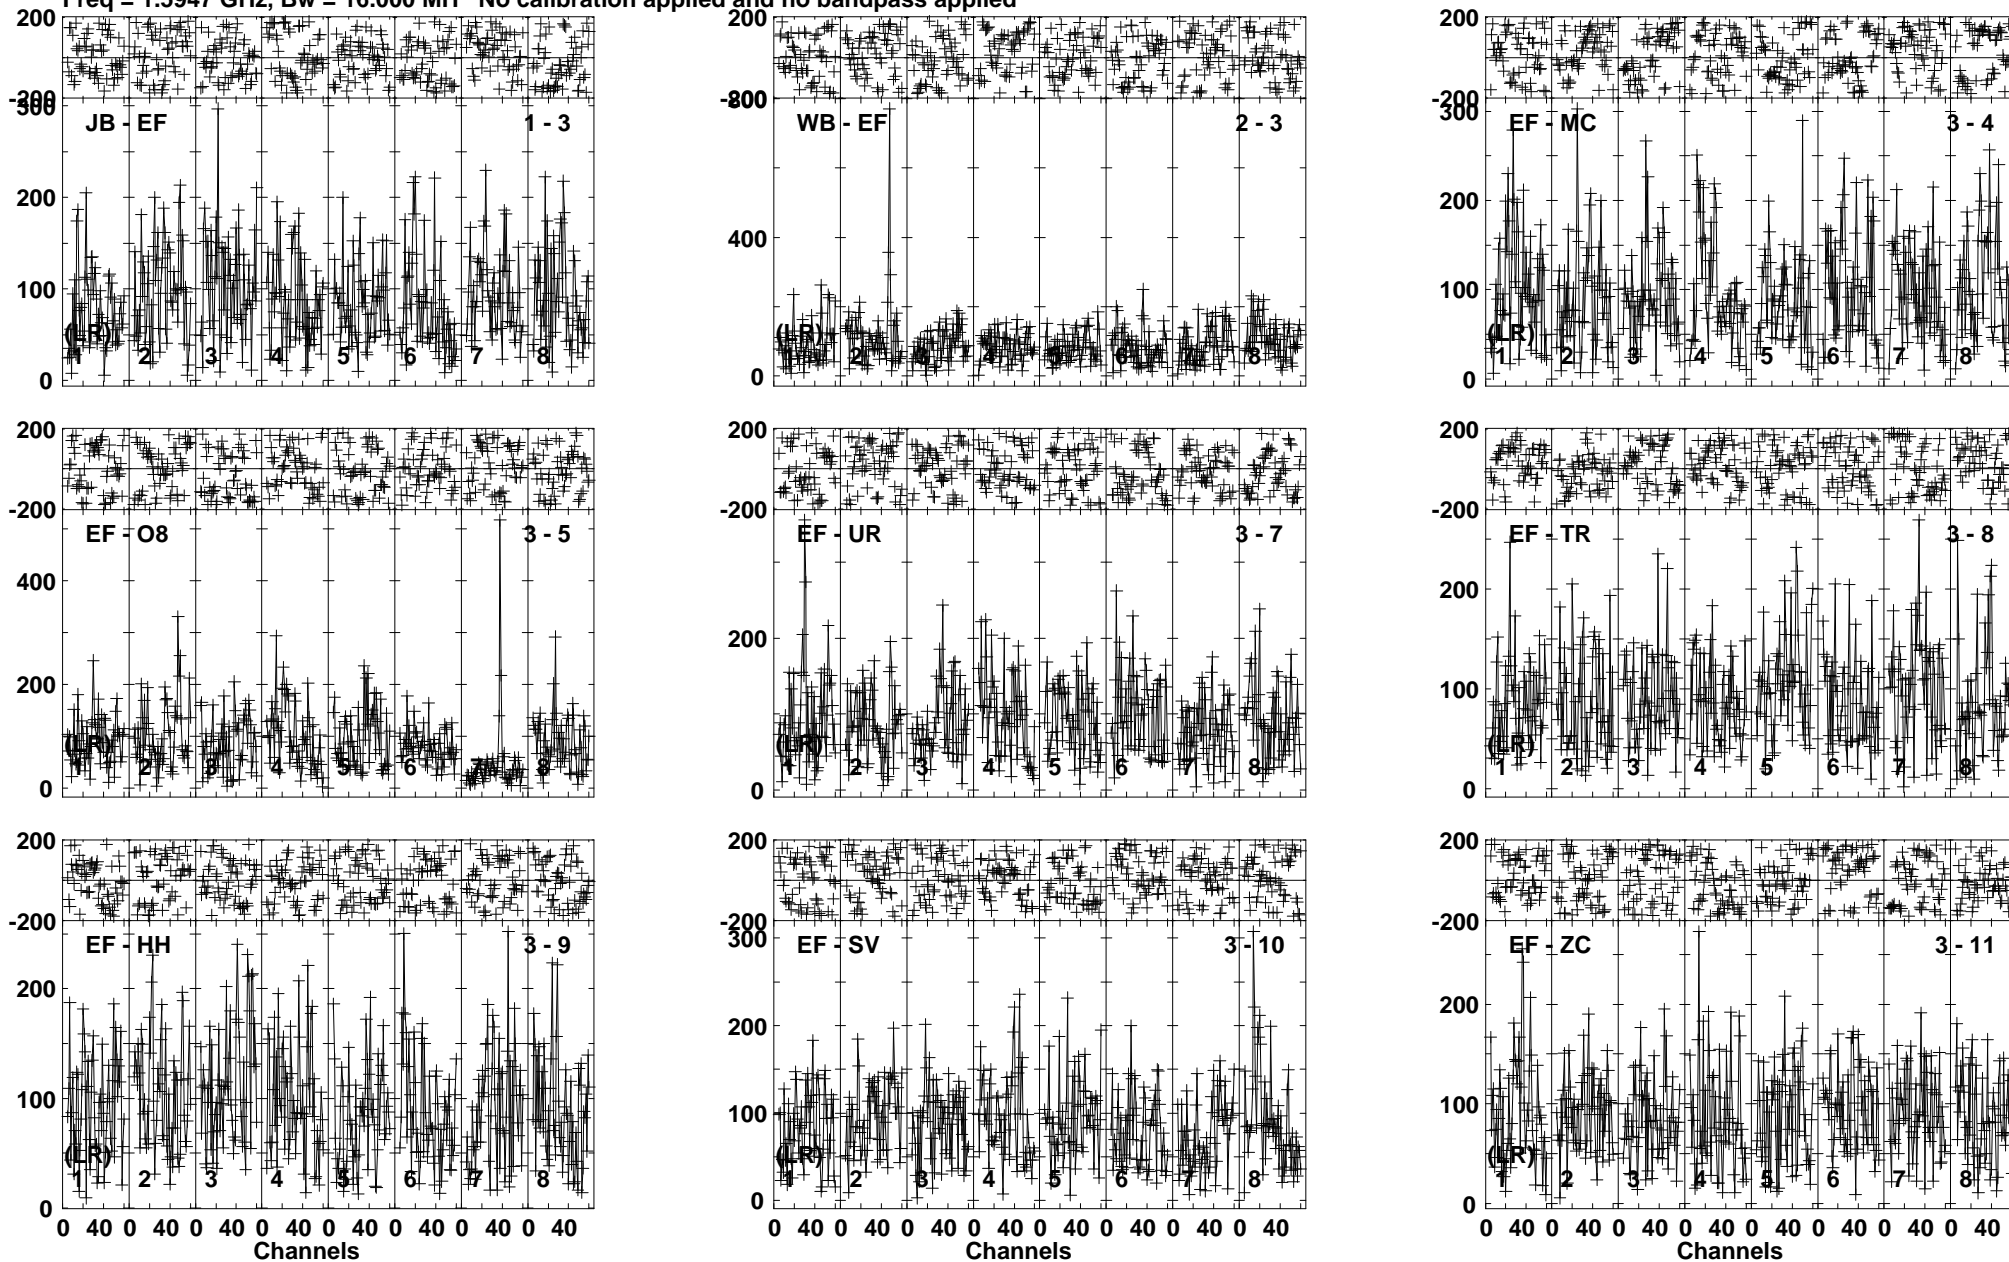 Freq = 1.5947 GHz, Bw = 16.000 MH No calibration applied and no bandpass applied
200 200 200
-200 -200 -200
300 800 300
JB - EF 1 - 3 WB - EF 2 - 3 EF - MC 3 - 4
200 400 200
100 100
(LR) (LR) (LR)
1 2 3 4 5 6 7 8 1 2 3 4 5 6 7 8 1 2 3 4 5 6 7 8
0 0 0
200 200 200
-200 -200 -200
EF - O8 3 - 5 EF - UR 3 - 7 EF - TR 3 - 8
400 200 200
200 100
(LR) (LR) (LR)
1 2 3 4 5 6 7 8 1 2 3 4 5 6 7 8 1 2 3 4 5 6 7 8
0 0 0
200 200 200
-200 -200 -200
300
EF - HH 3 - 9 EF - SV 3 - 10 EF - ZC 3 - 11
200 200 200
100 100 100
(LR) (LR) (LR)
1 2 3 4 5 6 7 8 1 2 3 4 5 6 7 8 1 2 3 4 5 6 7 8
0 0 0
0 40 0 40 0 40 0 40 0 40 0 40 0 40 0 40 0 40 0 40 0 40 0 40 0 40 0 40 0 40 0 40 0 40 0 40 0 40 0 40 0 40 0 40 0 40 0 40
Channels Channels Channels